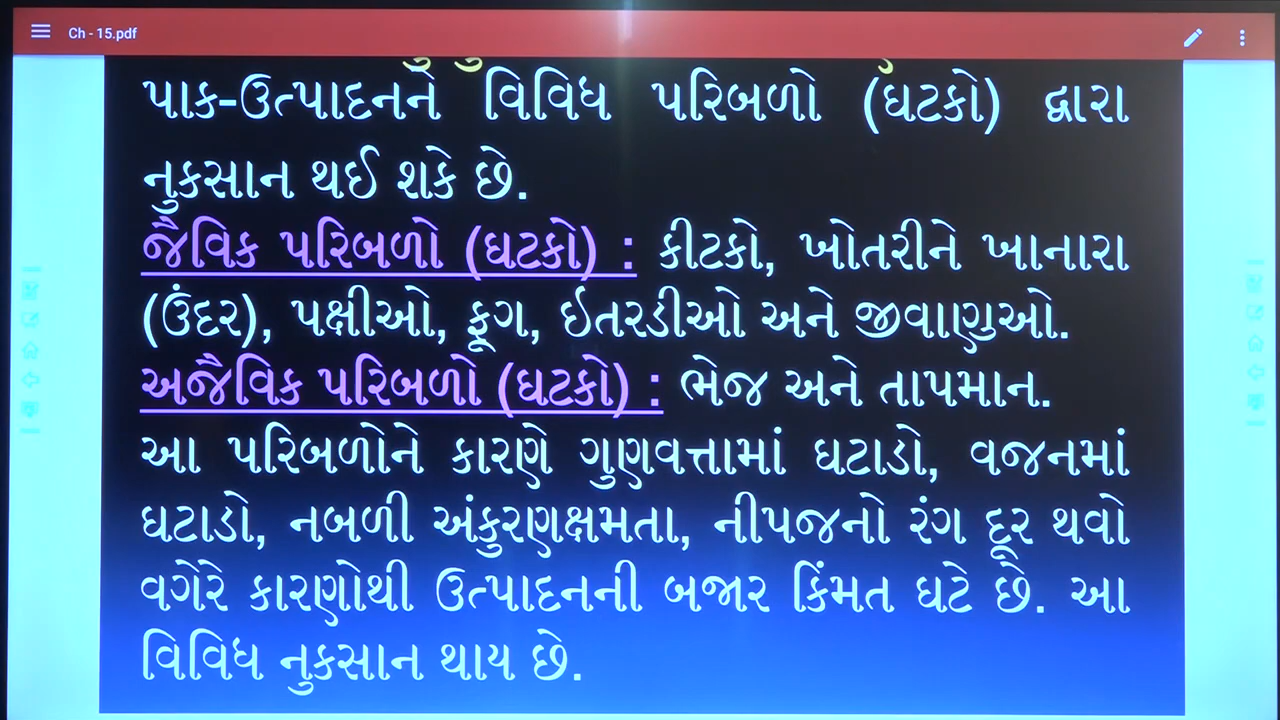 Ch - 15.pdf
પાક-ઉત્પાદનને વિવિધ પરિબળો (ઘટકો) દ્વારા
નુકસાન થઈ શકે છે.
જૈવિક પરિબળો (ઘટકો) : કીટકો, ખોતરીને ખાનારા
(ઉંદર), પક્ષીઓ, ફૂગ, ઇતરડીઓ અને જીવાણુઓ.
અજૈવિક પરિબળો (ઘટકો) : ભેજ અને તાપમાન.
આ પરિબળોને કારણે ગુણવત્તામાં ઘટાડો, વજનમાં
ઘટાડો, નબળી અંકુરણક્ષમતા, નીપજનો રંગ દૂર થવો
વગેરે કારણોથી ઉત્પાદનની બજાર કિંમત ઘટે છે. આ
વિવિધ નુકસાન થાય છે.